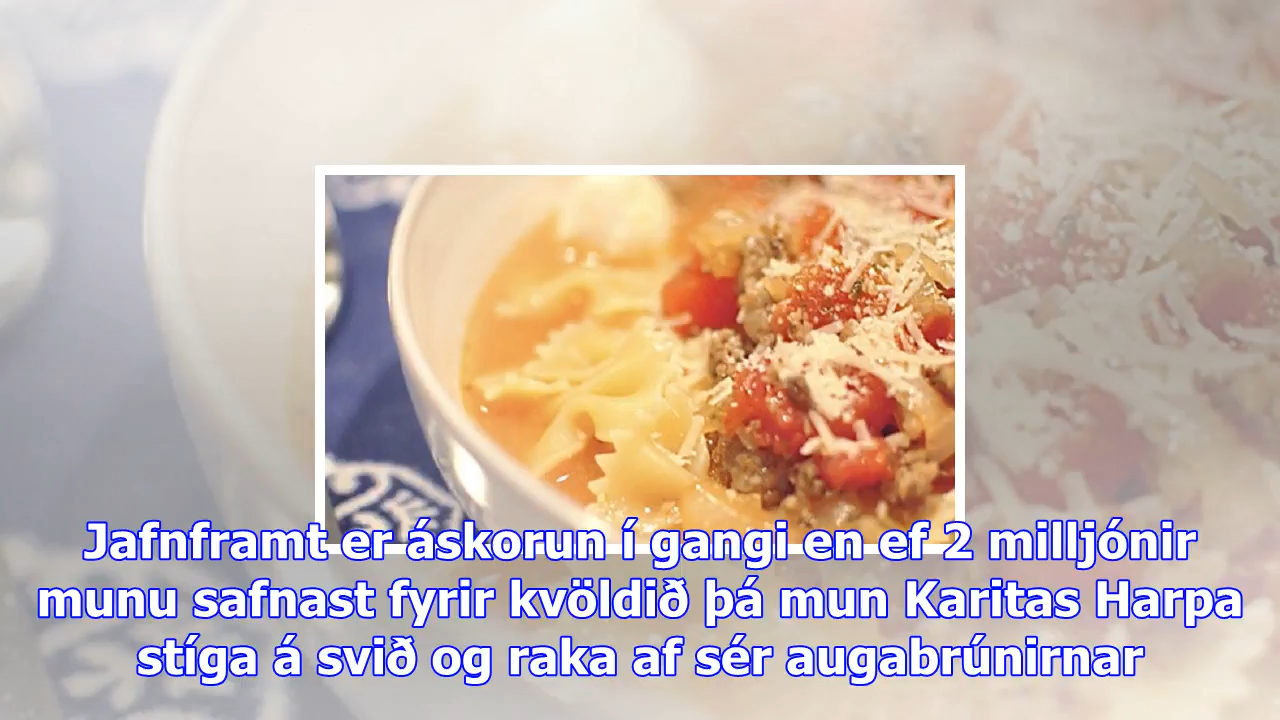 Jafnframt er áskorun í gangi en ef 2 milljónir
munu safnast fyrir kvöldið þá mun Karitas Harpa
stíga á svið og raka af sér augabrúnirnar